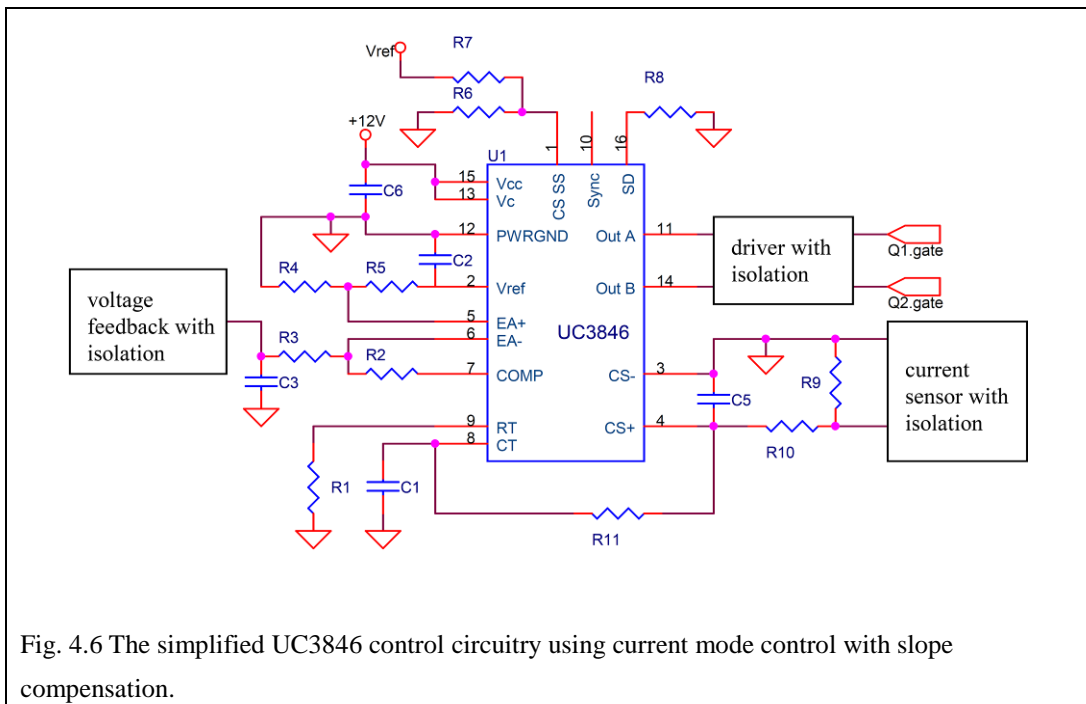 R7
Vref
R6
R8
+12V
1
10
16
U1
15
Vcc
CS SS
Sync
SD
13
Vc
C6
12
PWRGND
Out A
11
driver with
isolation
Q1.gate
C2
R4
R5
2
Vref
Out B
14
Q2.gate
voltage
feedback with
isolation
5
EA+
6
EA-
UC3846
R3
R2
7
COMP
CS-
3
R9
current
sensor with
isolation
C3
C5
9
RT
CS+
4
8
CT
R10
R1
C1
R11
Fig. 4.6 The simplified UC3846 control circuitry using current mode control with slope
compensation.